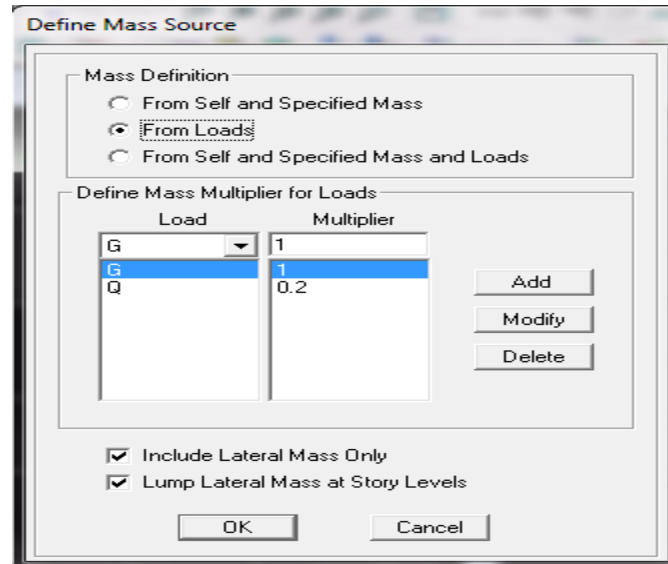 Define Mass Source
Mass Definition
From Self and Specified Mass
From Loads
From Self and Specified Mass and Loads
Define Mass Multiplier for Loads
Load Multiplier
G 1
G 1
Q 0.2
Add
Modify
Delete
Include Lateral Mass Only
Lump Lateral Mass at Story Levels
OK Cancel